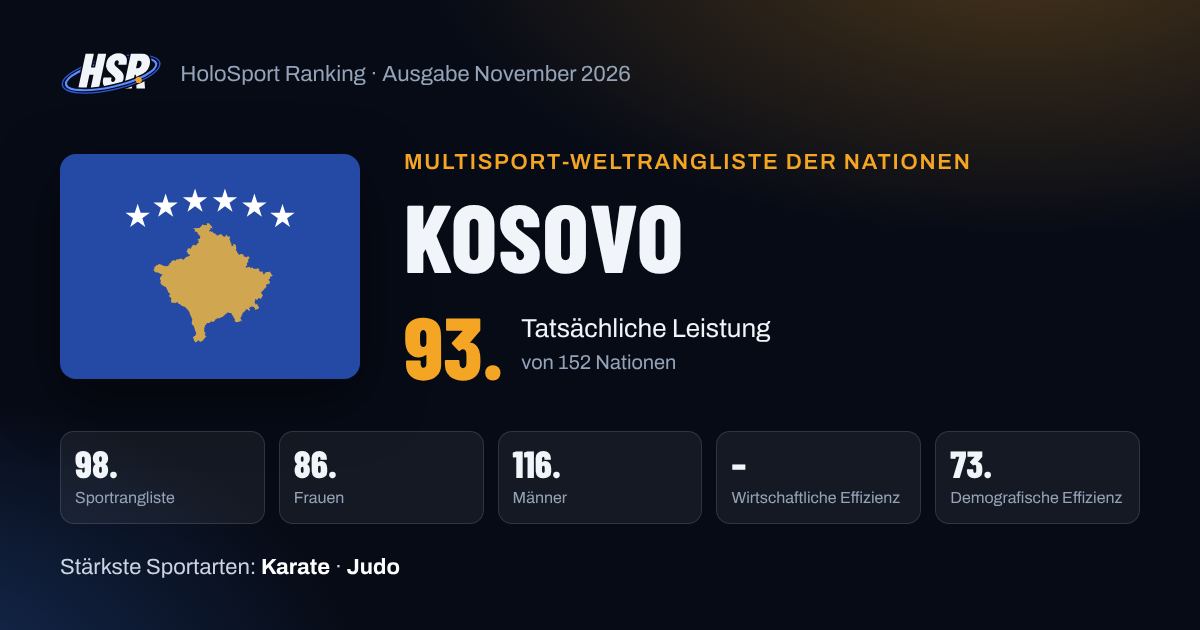 HSR
HoloSport Ranking · Ausgabe November 2026
MULTISPORT-WELTRANGLISTE DER NATIONEN
KOSOVO
93.
Tatsächliche Leistung
von 152 Nationen
98.
Sportrangliste
86.
Frauen
116.
Männer
–
Wirtschaftliche Effizienz
73.
Demografische Effizienz
Stärkste Sportarten: Karate · Judo